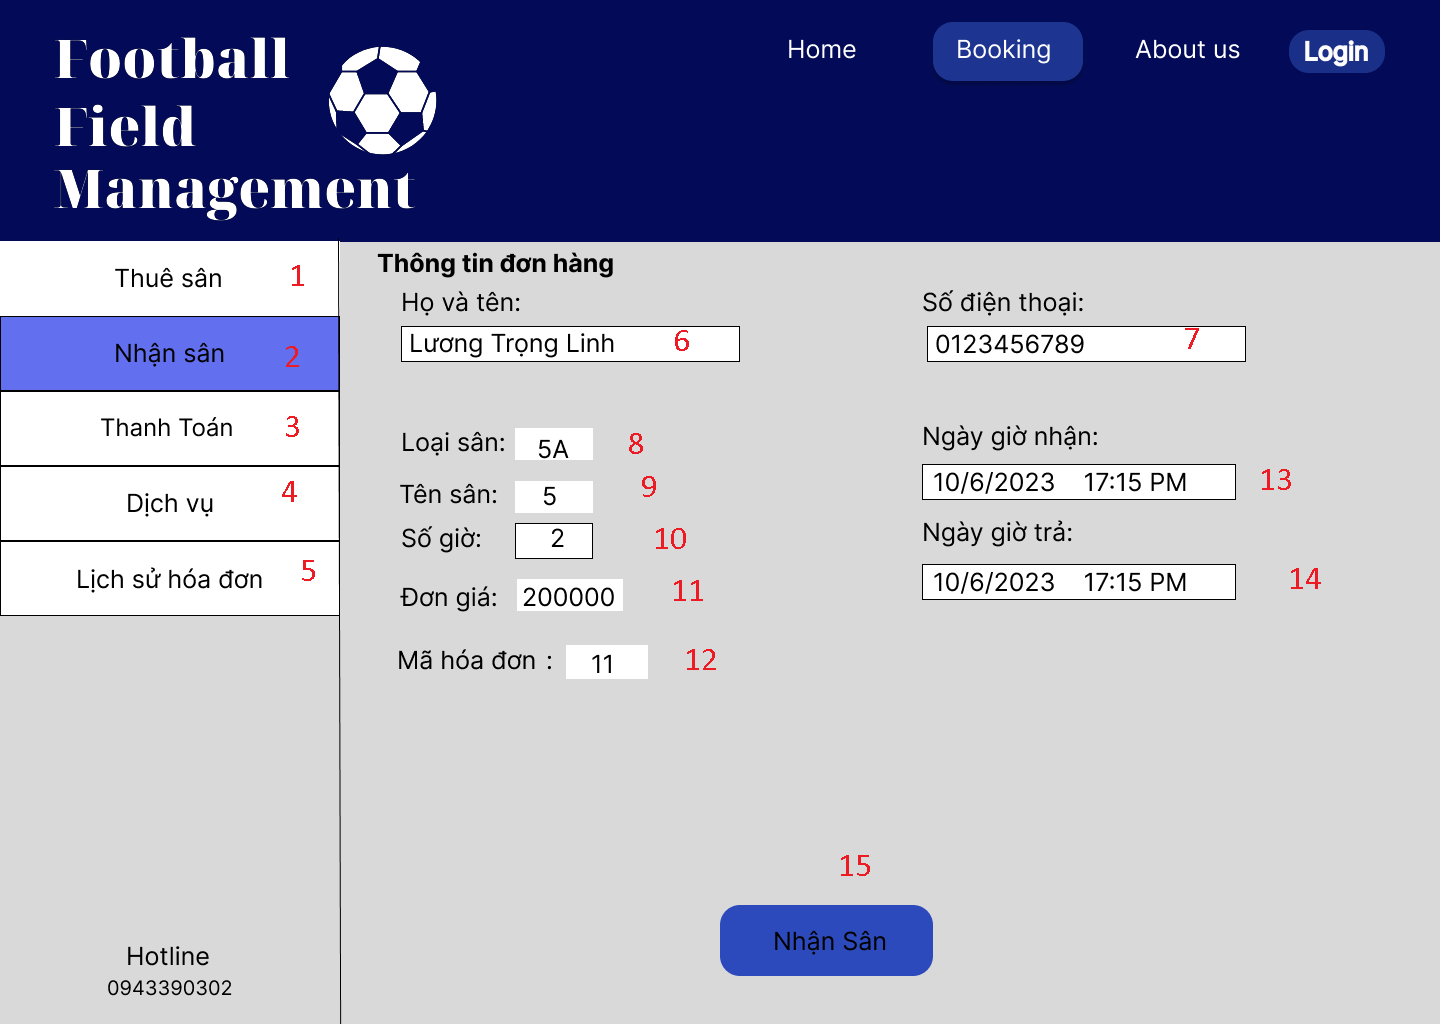 Football
Field
Management
Home
Booking
About us
Login
Thuê sân 1
Nhận sân 2
Thanh Toán 3
Dịch vụ 4
Lịch sử hóa đơn 5
Hotline
0943390302
Thông tin đơn hàng
Họ và tên:
Lương Trọng Linh 6
Số điện thoại:
0123456789 7
Loại sân: 5A 8
Tên sân: 5 9
Số giờ: 2 10
Đơn giá: 200000 11
Mã hóa đơn : 11 12
Ngày giờ nhận:
10/6/2023 17:15 PM 13
Ngày giờ trả:
10/6/2023 17:15 PM 14
15
Nhận Sân